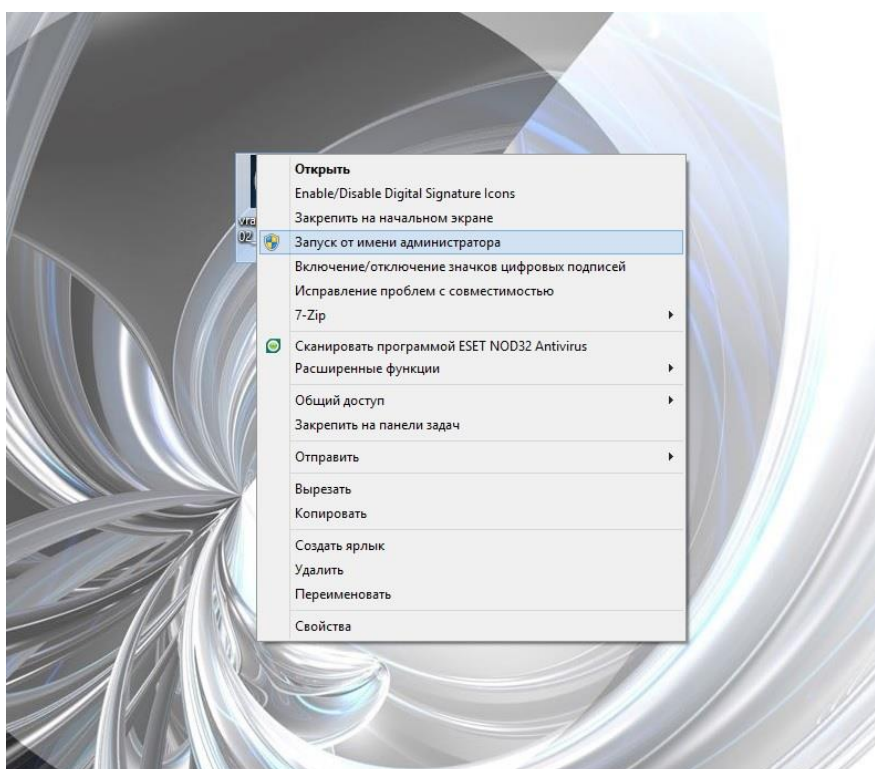 Открыть
Enable/Disable Digital Signature Icons
Закрепить на начальном экране
Запуск от имени администратора
Включение/отключение значков цифровых подписей
Исправление проблем с совместимостью
7-Zip
Сканировать программой ESET NOD32 Antivirus
Расширенные функции
Общий доступ
Закрепить на панели задач
Отправить
Вырезать
Копировать
Создать ярлык
Удалить
Переименовать
Свойства